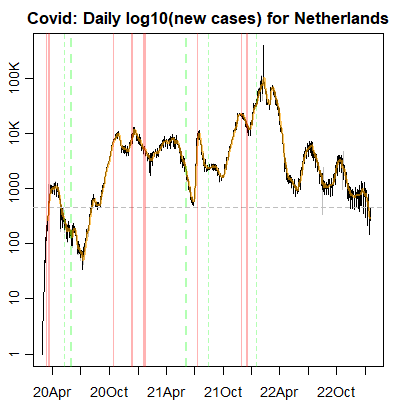 Covid: Daily log10(new cases) for Netherlands
100K
10K
1000
100
10
1
20Apr 20Oct 21Apr 21Oct 22Apr 22Oct